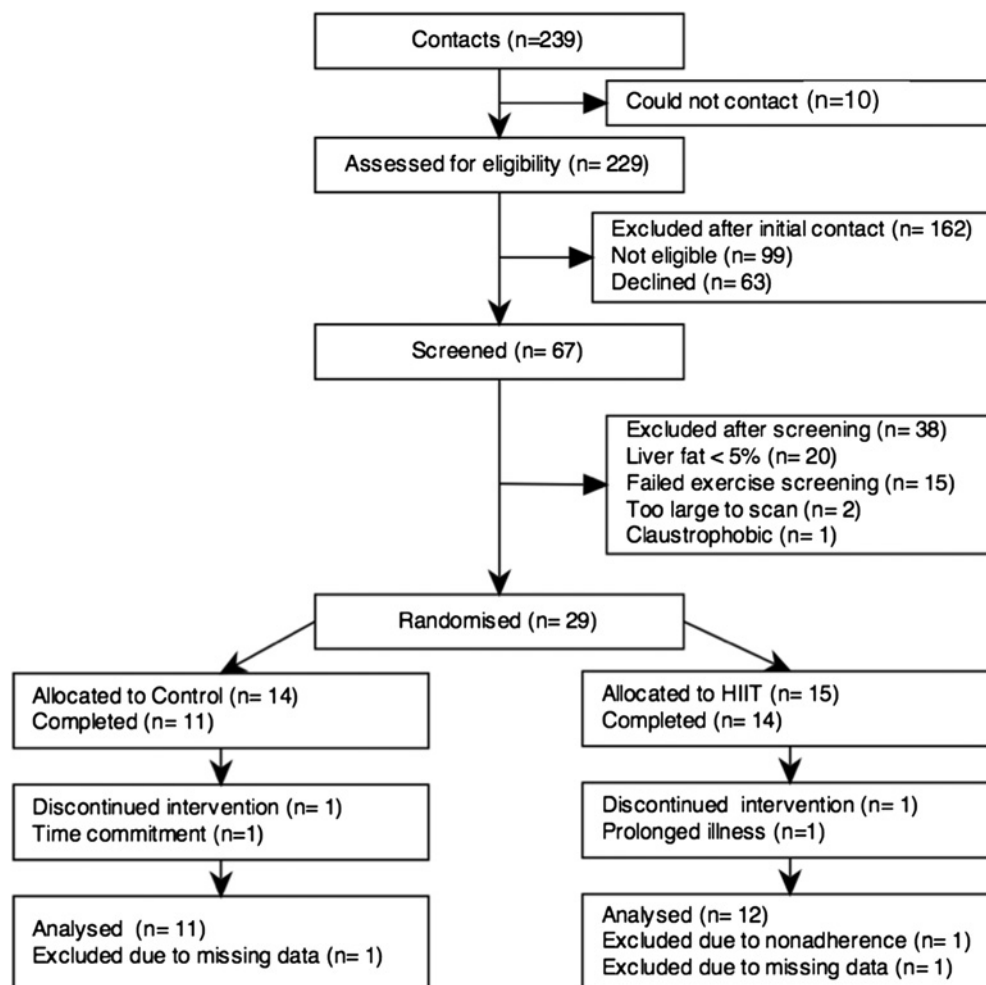 Contacts (n=239)
Could not contact (n=10)
Assessed for eligibility (n= 229)
Excluded after initial contact (n= 162)
Not eligible (n= 99)
Declined (n= 63)
Screened (n= 67)
Excluded after screening (n= 38)
Liver fat < 5% (n= 20)
Failed exercise screening (n= 15)
Too large to scan (n= 2)
Claustrophobic (n= 1)
Randomised (n= 29)
Allocated to Control (n= 14)
Completed (n= 11)
Allocated to HIIT (n= 15)
Completed (n= 14)
Discontinued intervention (n= 1)
Time commitment (n=1)
Discontinued intervention (n= 1)
Prolonged illness (n=1)
Analysed (n= 11)
Excluded due to missing data (n= 1)
Analysed (n= 12)
Excluded due to nonadherence (n= 1)
Excluded due to missing data (n= 1)